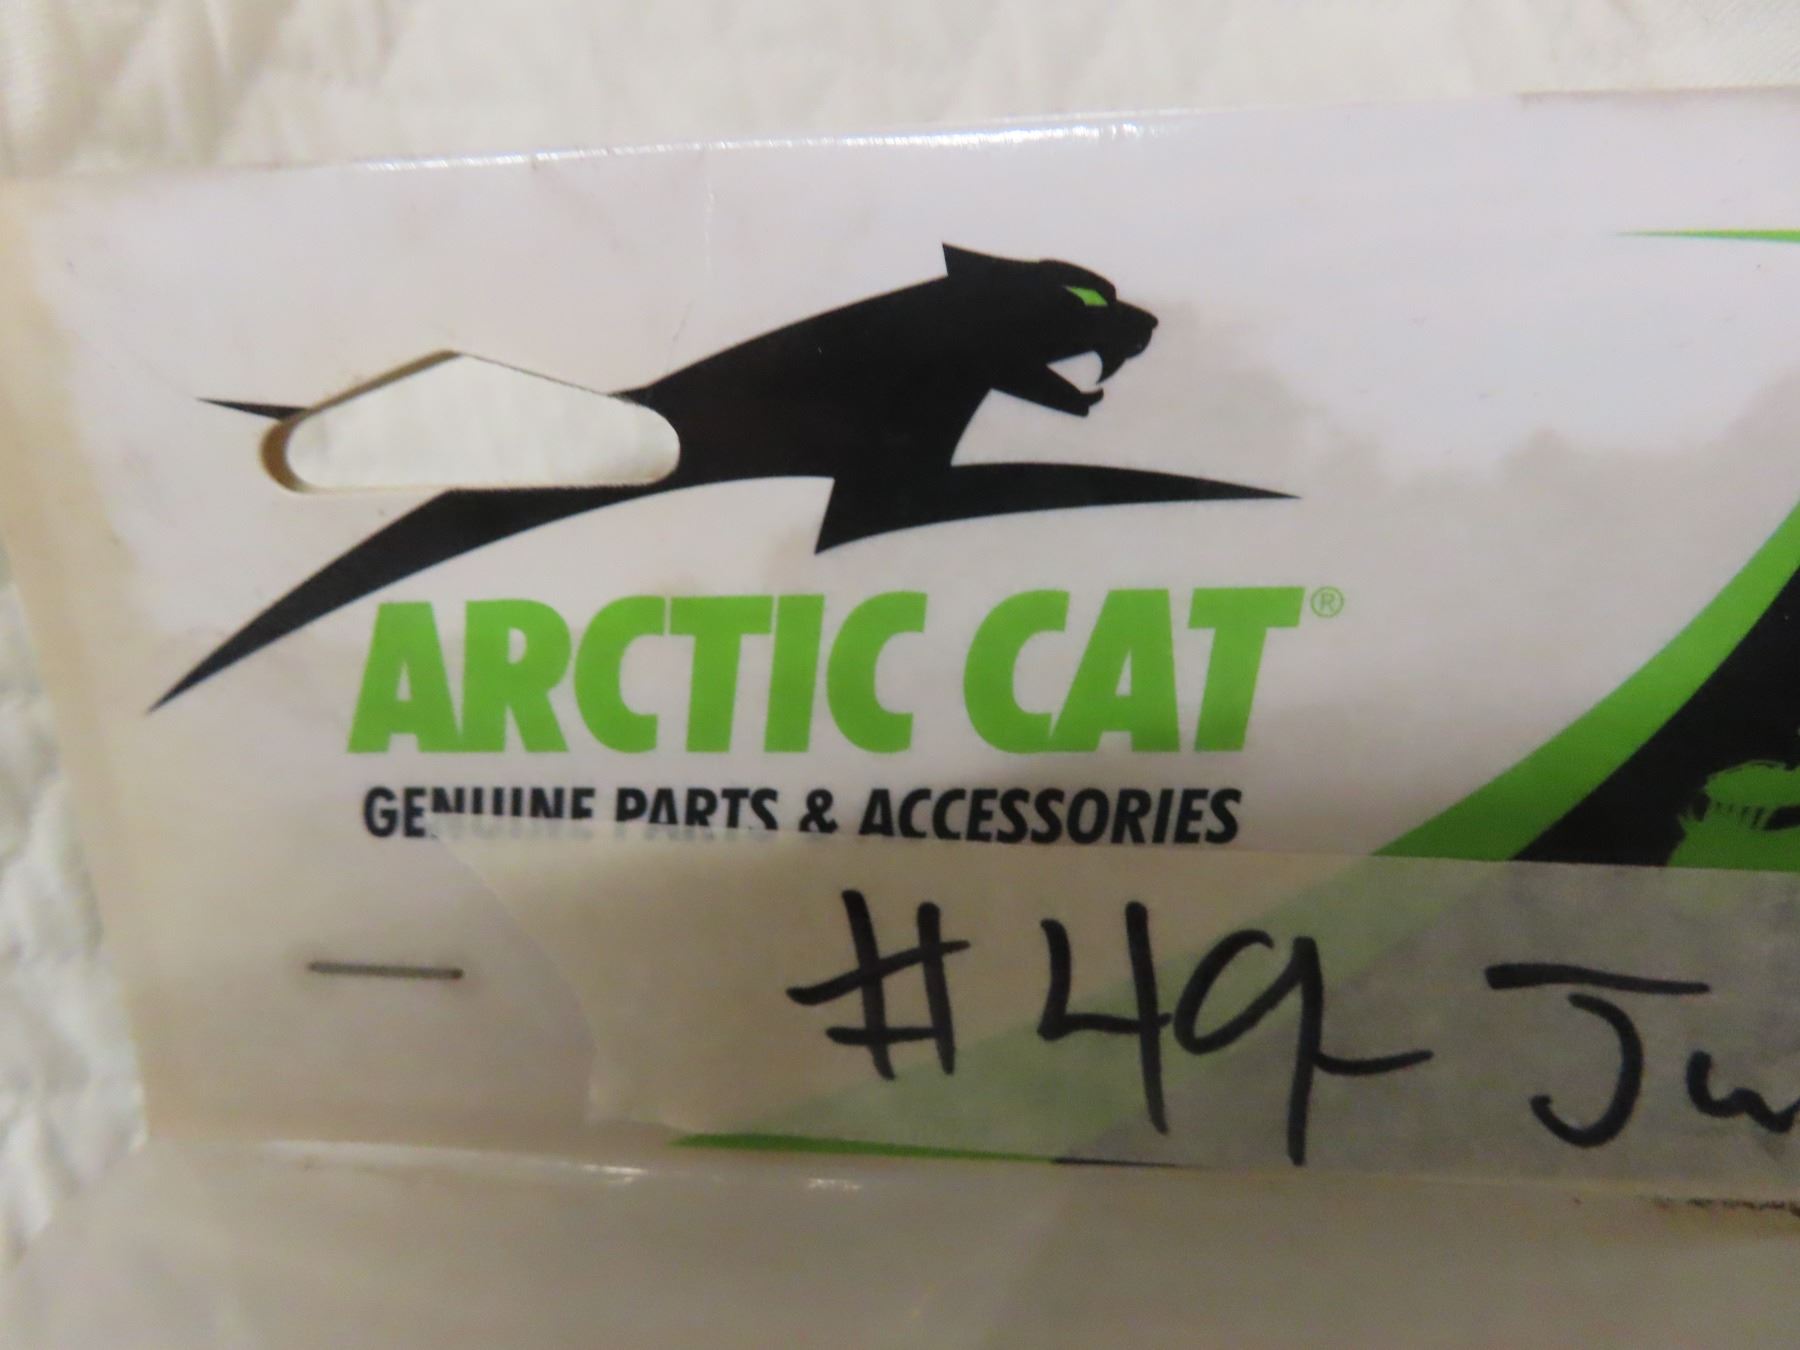 ARCTIC CAT®
GENUINE PARTS & ACCESSORIES
#49